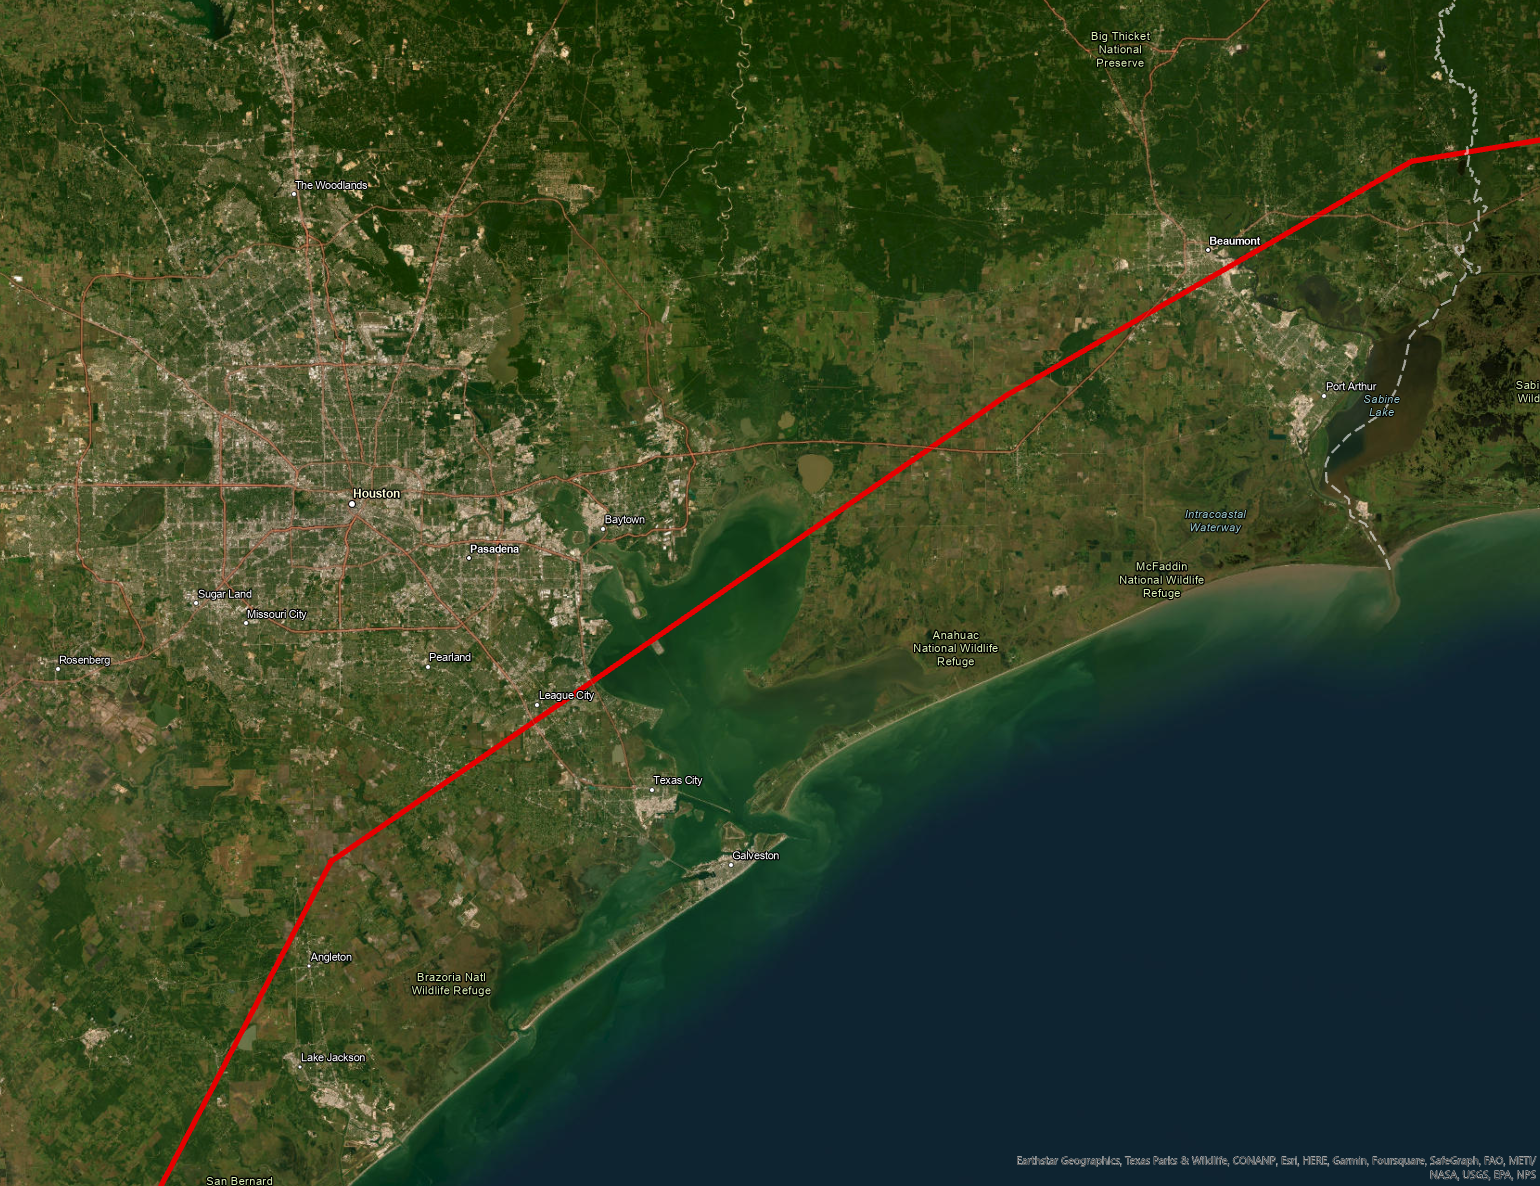 Big Thicket
National
Preserve
The Woodlands
Beaumont
Port Arthur
Sabine
Lake
Sabi
Wild
Houston
Baytown
Intracoastal
Waterway
Pasadena
McFaddin
National Wildlife
Refuge
Sugar Land
Missouri City
Anahuac
National Wildlife
Refuge
Rosenberg
Pearland
League City
Texas City
Galveston
Angleton
Brazoria Natl
Wildlife Refuge
Lake Jackson
San Bernard
Earthstar Geographics, Texas Parks & Wildlife, CONANP, Esri, HERE, Garmin, Foursquare, SafeGraph, FAO, METI/
NASA, USGS, EPA, NPS